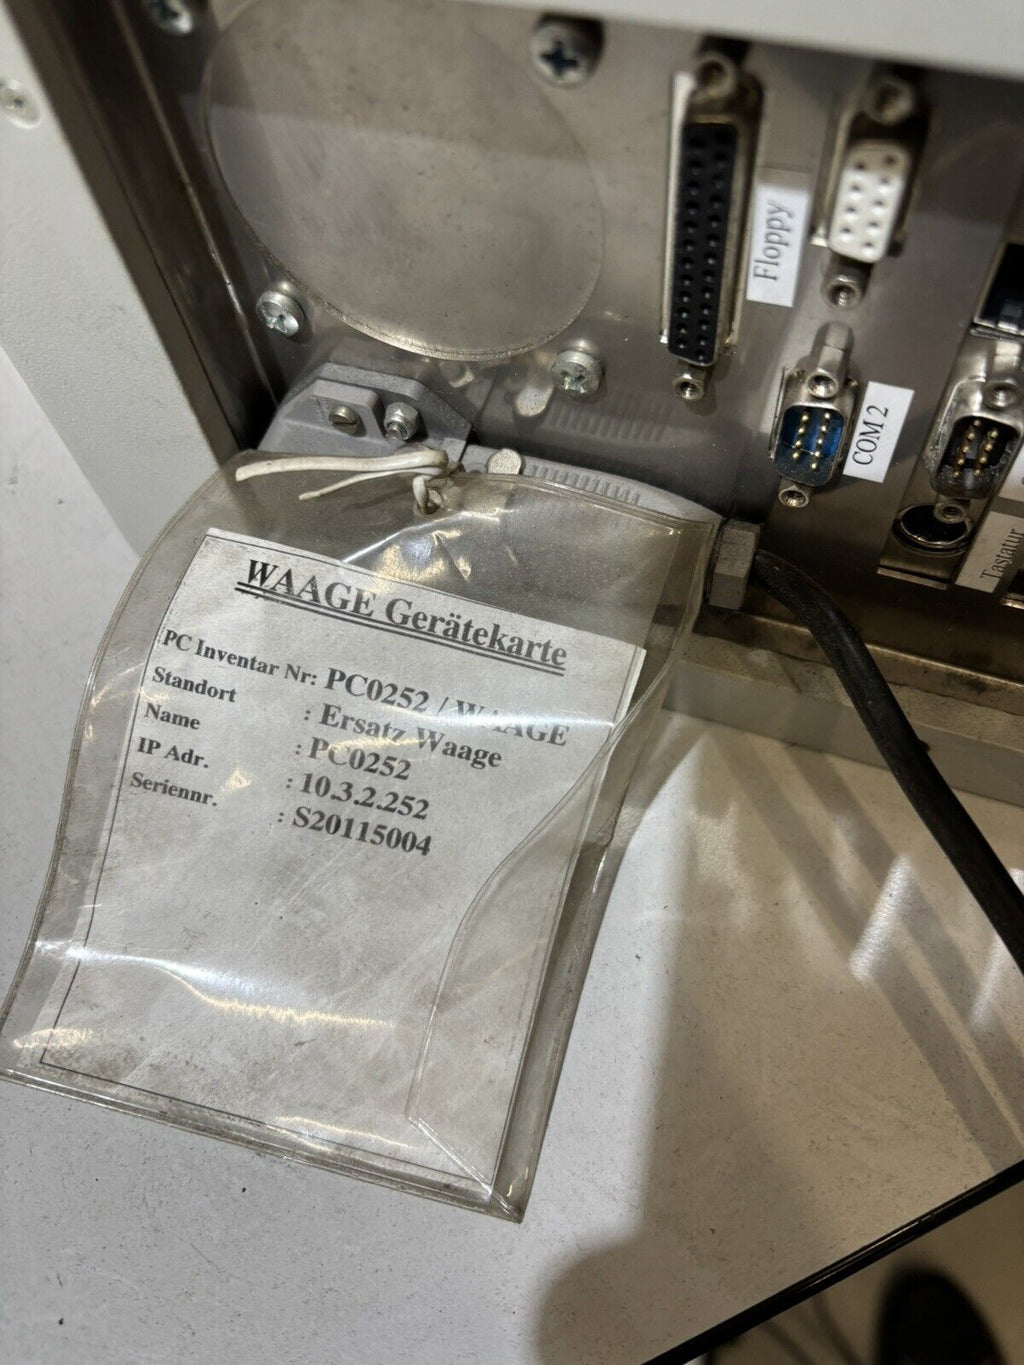 Floppy
COM 2
Tastatur
WAAGE Gerätekarte
PC Inventar Nr: PC0252 / WAAGE
Standort : Ersatz Waage
Name : PC0252
IP Adr. : 10.3.2.252
Seriennr. : S20115004